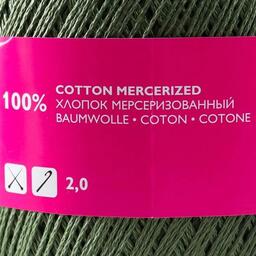 100%
COTTON MERCERIZED
ХЛОПОК МЕРСЕРИЗОВАННЫЙ
BAUMWOLLE • COTON • COTONE
2,0